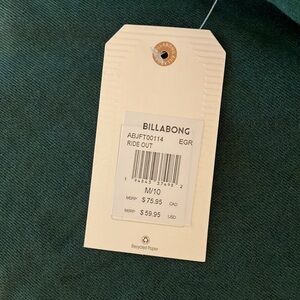 BILLABONG
ABJFT00114 EGR
RIDE OUT
M/10
MSRP $ 75.95 CAD
MSRP $ 59.95 USD
Recycled Paper